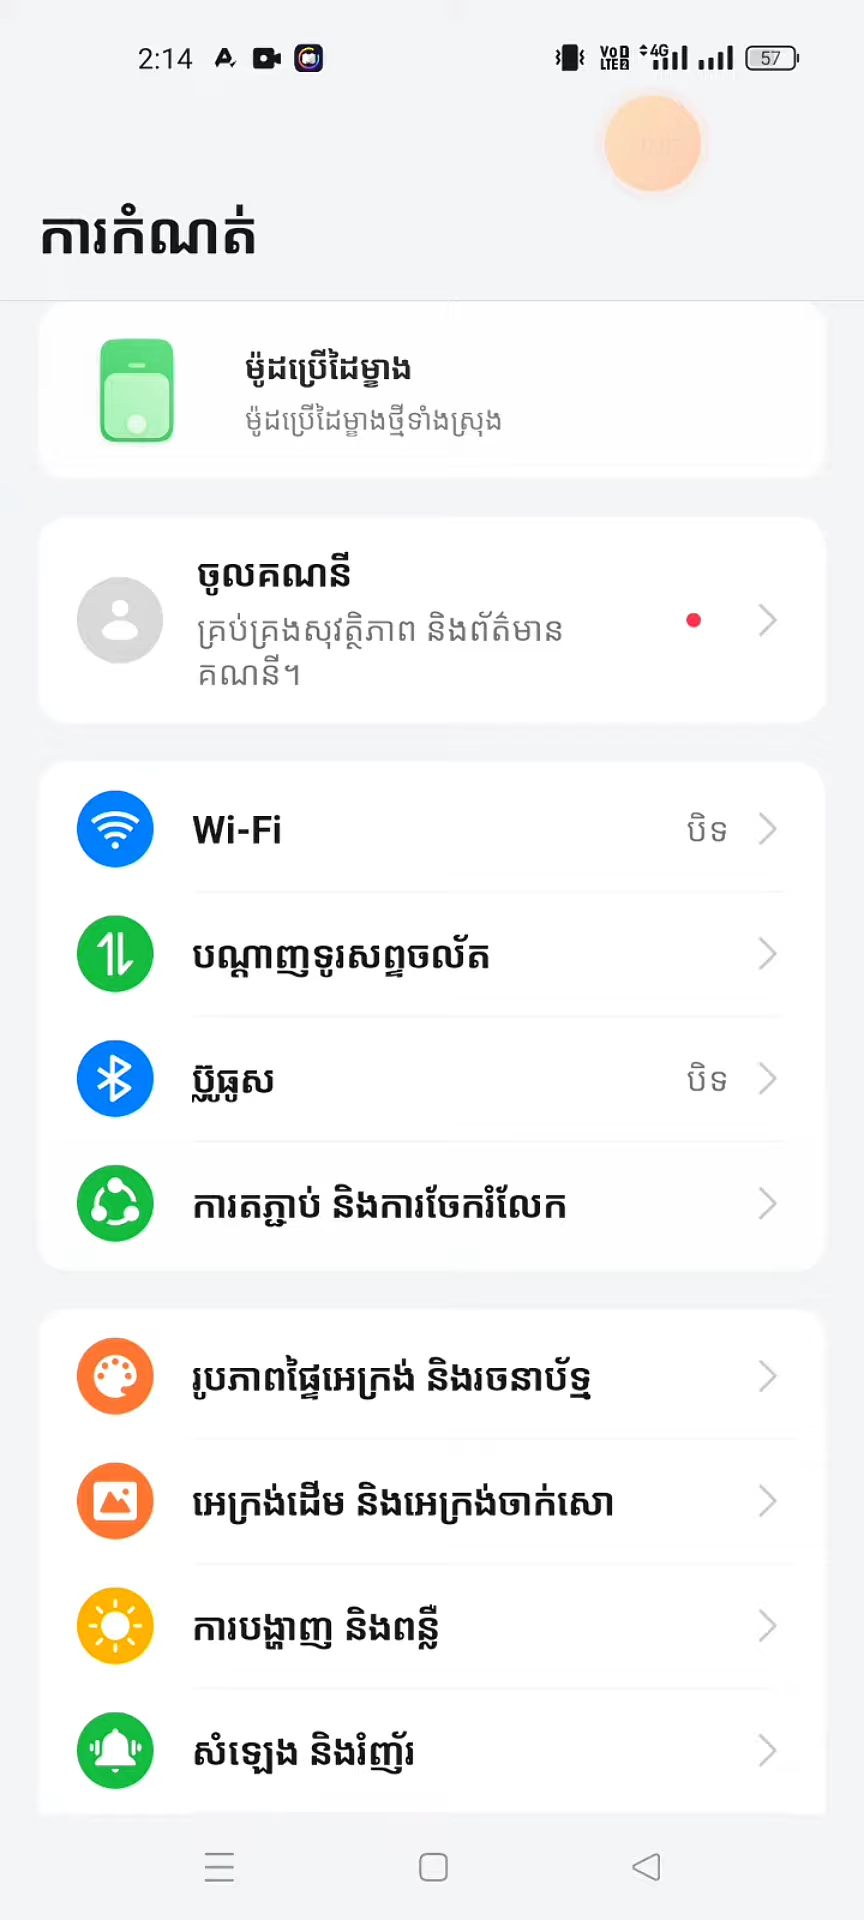 2:14
VoD 4G
LTE2
57
ការកំណត់
ម៉ូដប្រើដៃម្ខាង
ម៉ូដប្រើដៃម្ខាងថ្មីទាំងស្រុង
ចូលគណនី
គ្រប់គ្រងសុវត្ថិភាព និងព័ត៌មាន
គណនី។
Wi-Fi បិទ
បណ្ដាញទូរសព្ទចល័ត
ប៊្លូធូស បិទ
ការតភ្ជាប់ និងការចែករំលែក
រូបភាពផ្ទៃអេក្រង់ និងរចនាប័ទ្ម
អេក្រង់ដើម និងអេក្រង់ចាក់សោ
ការបង្ហាញ និងពន្លឺ
សំឡេង និងរំញ័រ